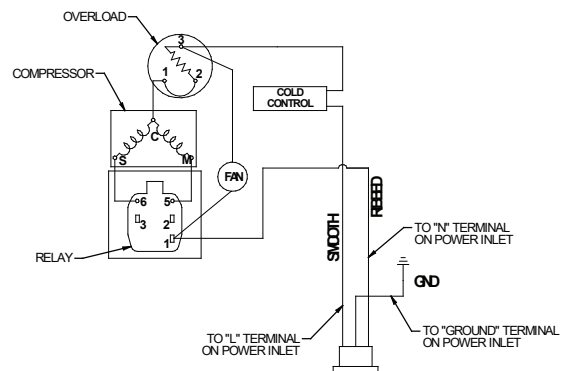 OVERLOAD
3
1
2
COMPRESSOR
COLD
CONTROL
C
S
M
FAN
6
5
3
2
1
RELAY
SMOOTH
RIBBED
TO "N" TERMINAL
ON POWER INLET
GND
TO "L" TERMINAL
ON POWER INLET
TO "GROUND" TERMINAL
ON POWER INLET